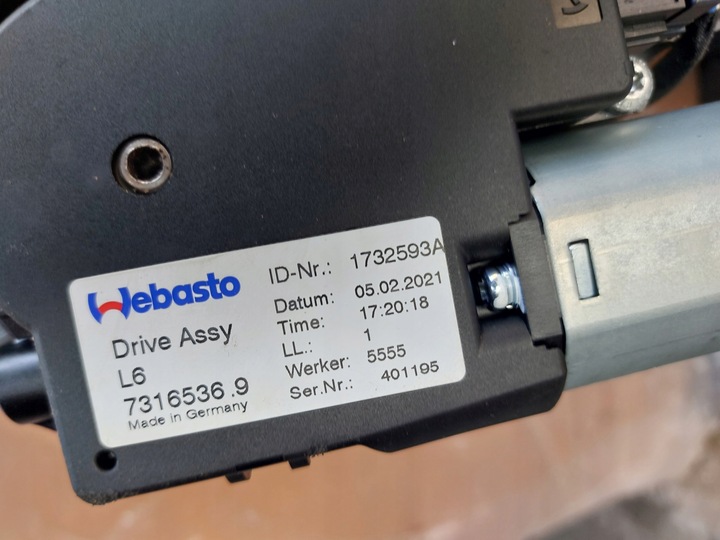 Webasto
Drive Assy
L6
7316536.9
Made in Germany
ID-Nr.: 1732593A
Datum: 05.02.2021
Time: 17:20:18
LL.: 1
Werker: 5555
Ser.Nr.: 401195